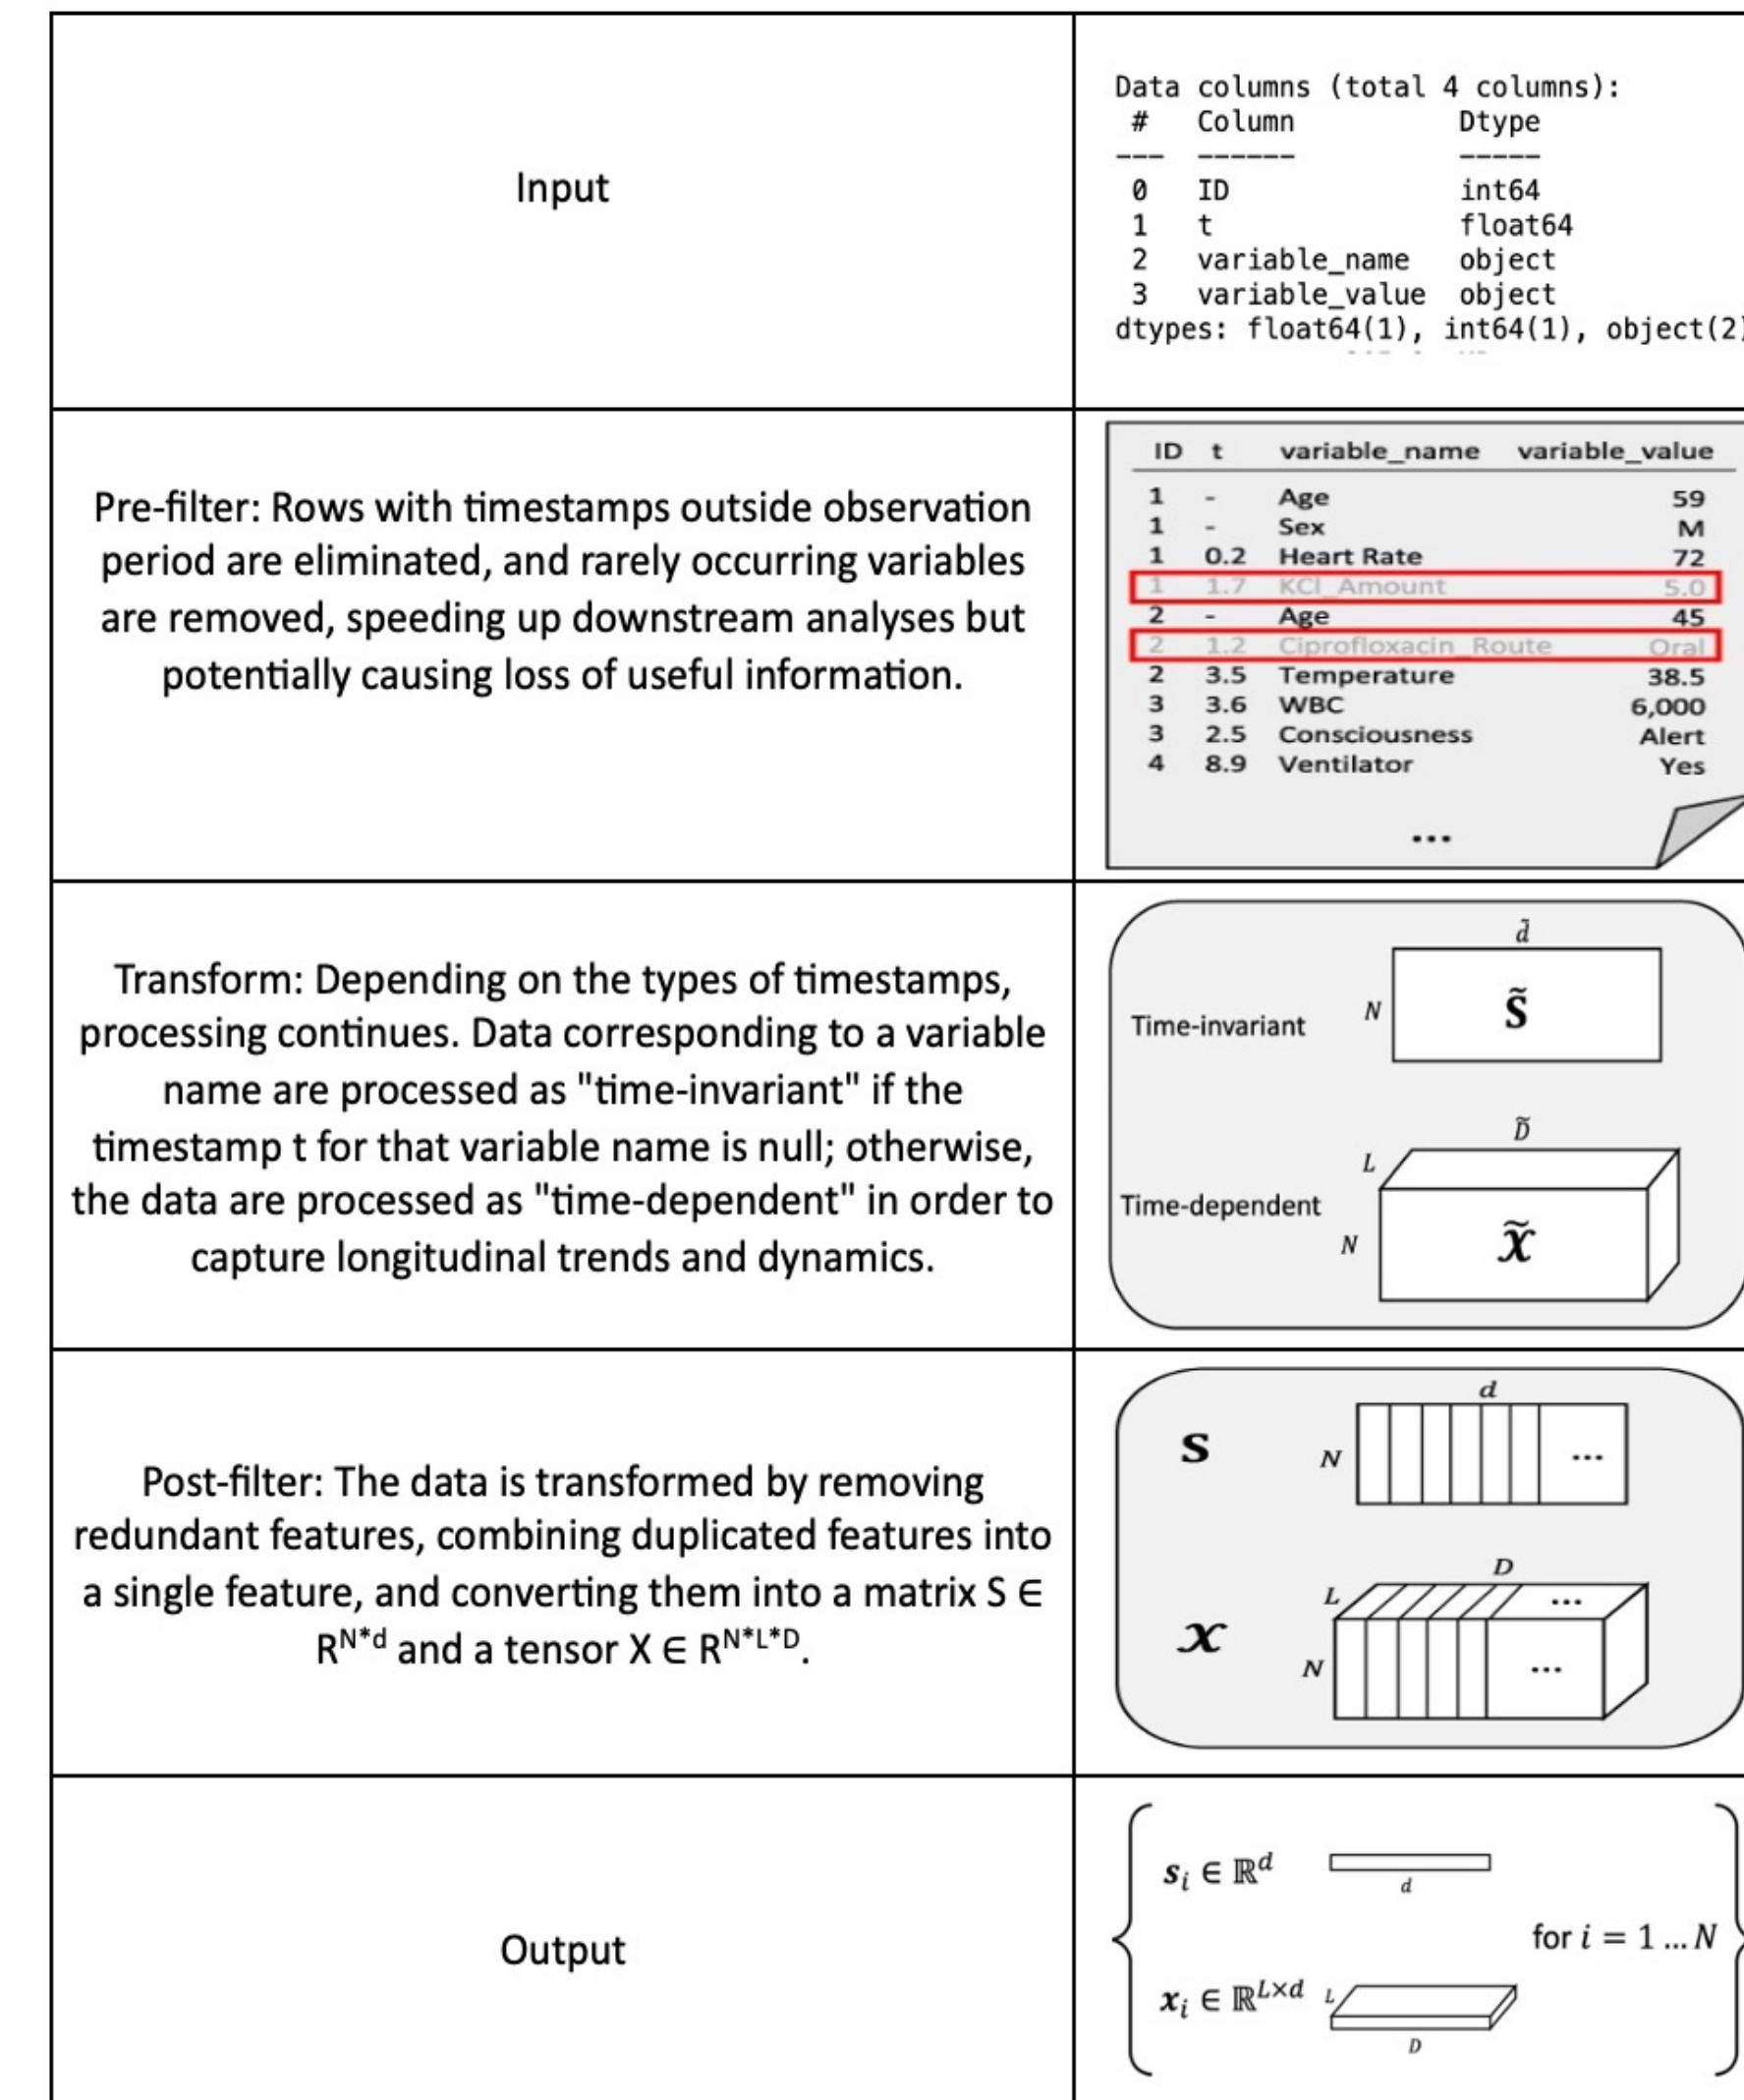 Input
Data columns (total 4 columns):
# Column Dtype
--- ------ -----
0 ID int64
1 t float64
2 variable_name object
3 variable_value object
dtypes: float64(1), int64(1), object(2)
Pre-filter: Rows with timestamps outside observation
period are eliminated, and rarely occurring variables
are removed, speeding up downstream analyses but
potentially causing loss of useful information.
ID t variable_name variable_value
1 - Age 59
1 - Sex M
1 0.2 Heart Rate 72
1 1.7 KCl_Amount 5.0
2 - Age 45
2 1.2 Ciprofloxacin_Route Oral
2 3.5 Temperature 38.5
3 3.6 WBC 6,000
3 2.5 Consciousness Alert
4 8.9 Ventilator Yes
...
Transform: Depending on the types of timestamps,
processing continues. Data corresponding to a variable
name are processed as "time-invariant" if the
timestamp t for that variable name is null; otherwise,
the data are processed as "time-dependent" in order to
capture longitudinal trends and dynamics.
d̃
Time-invariant N S̃
D̃
L
Time-dependent
N X̃
Post-filter: The data is transformed by removing
redundant features, combining duplicated features into
a single feature, and converting them into a matrix S ∈
R^N*d and a tensor X ∈ R^N*L*D.
d
S N ...
D
L ...
X N ...
Output
s_i ∈ ℝ^d
d
for i = 1 ... N
x_i ∈ ℝ^L×d L
D